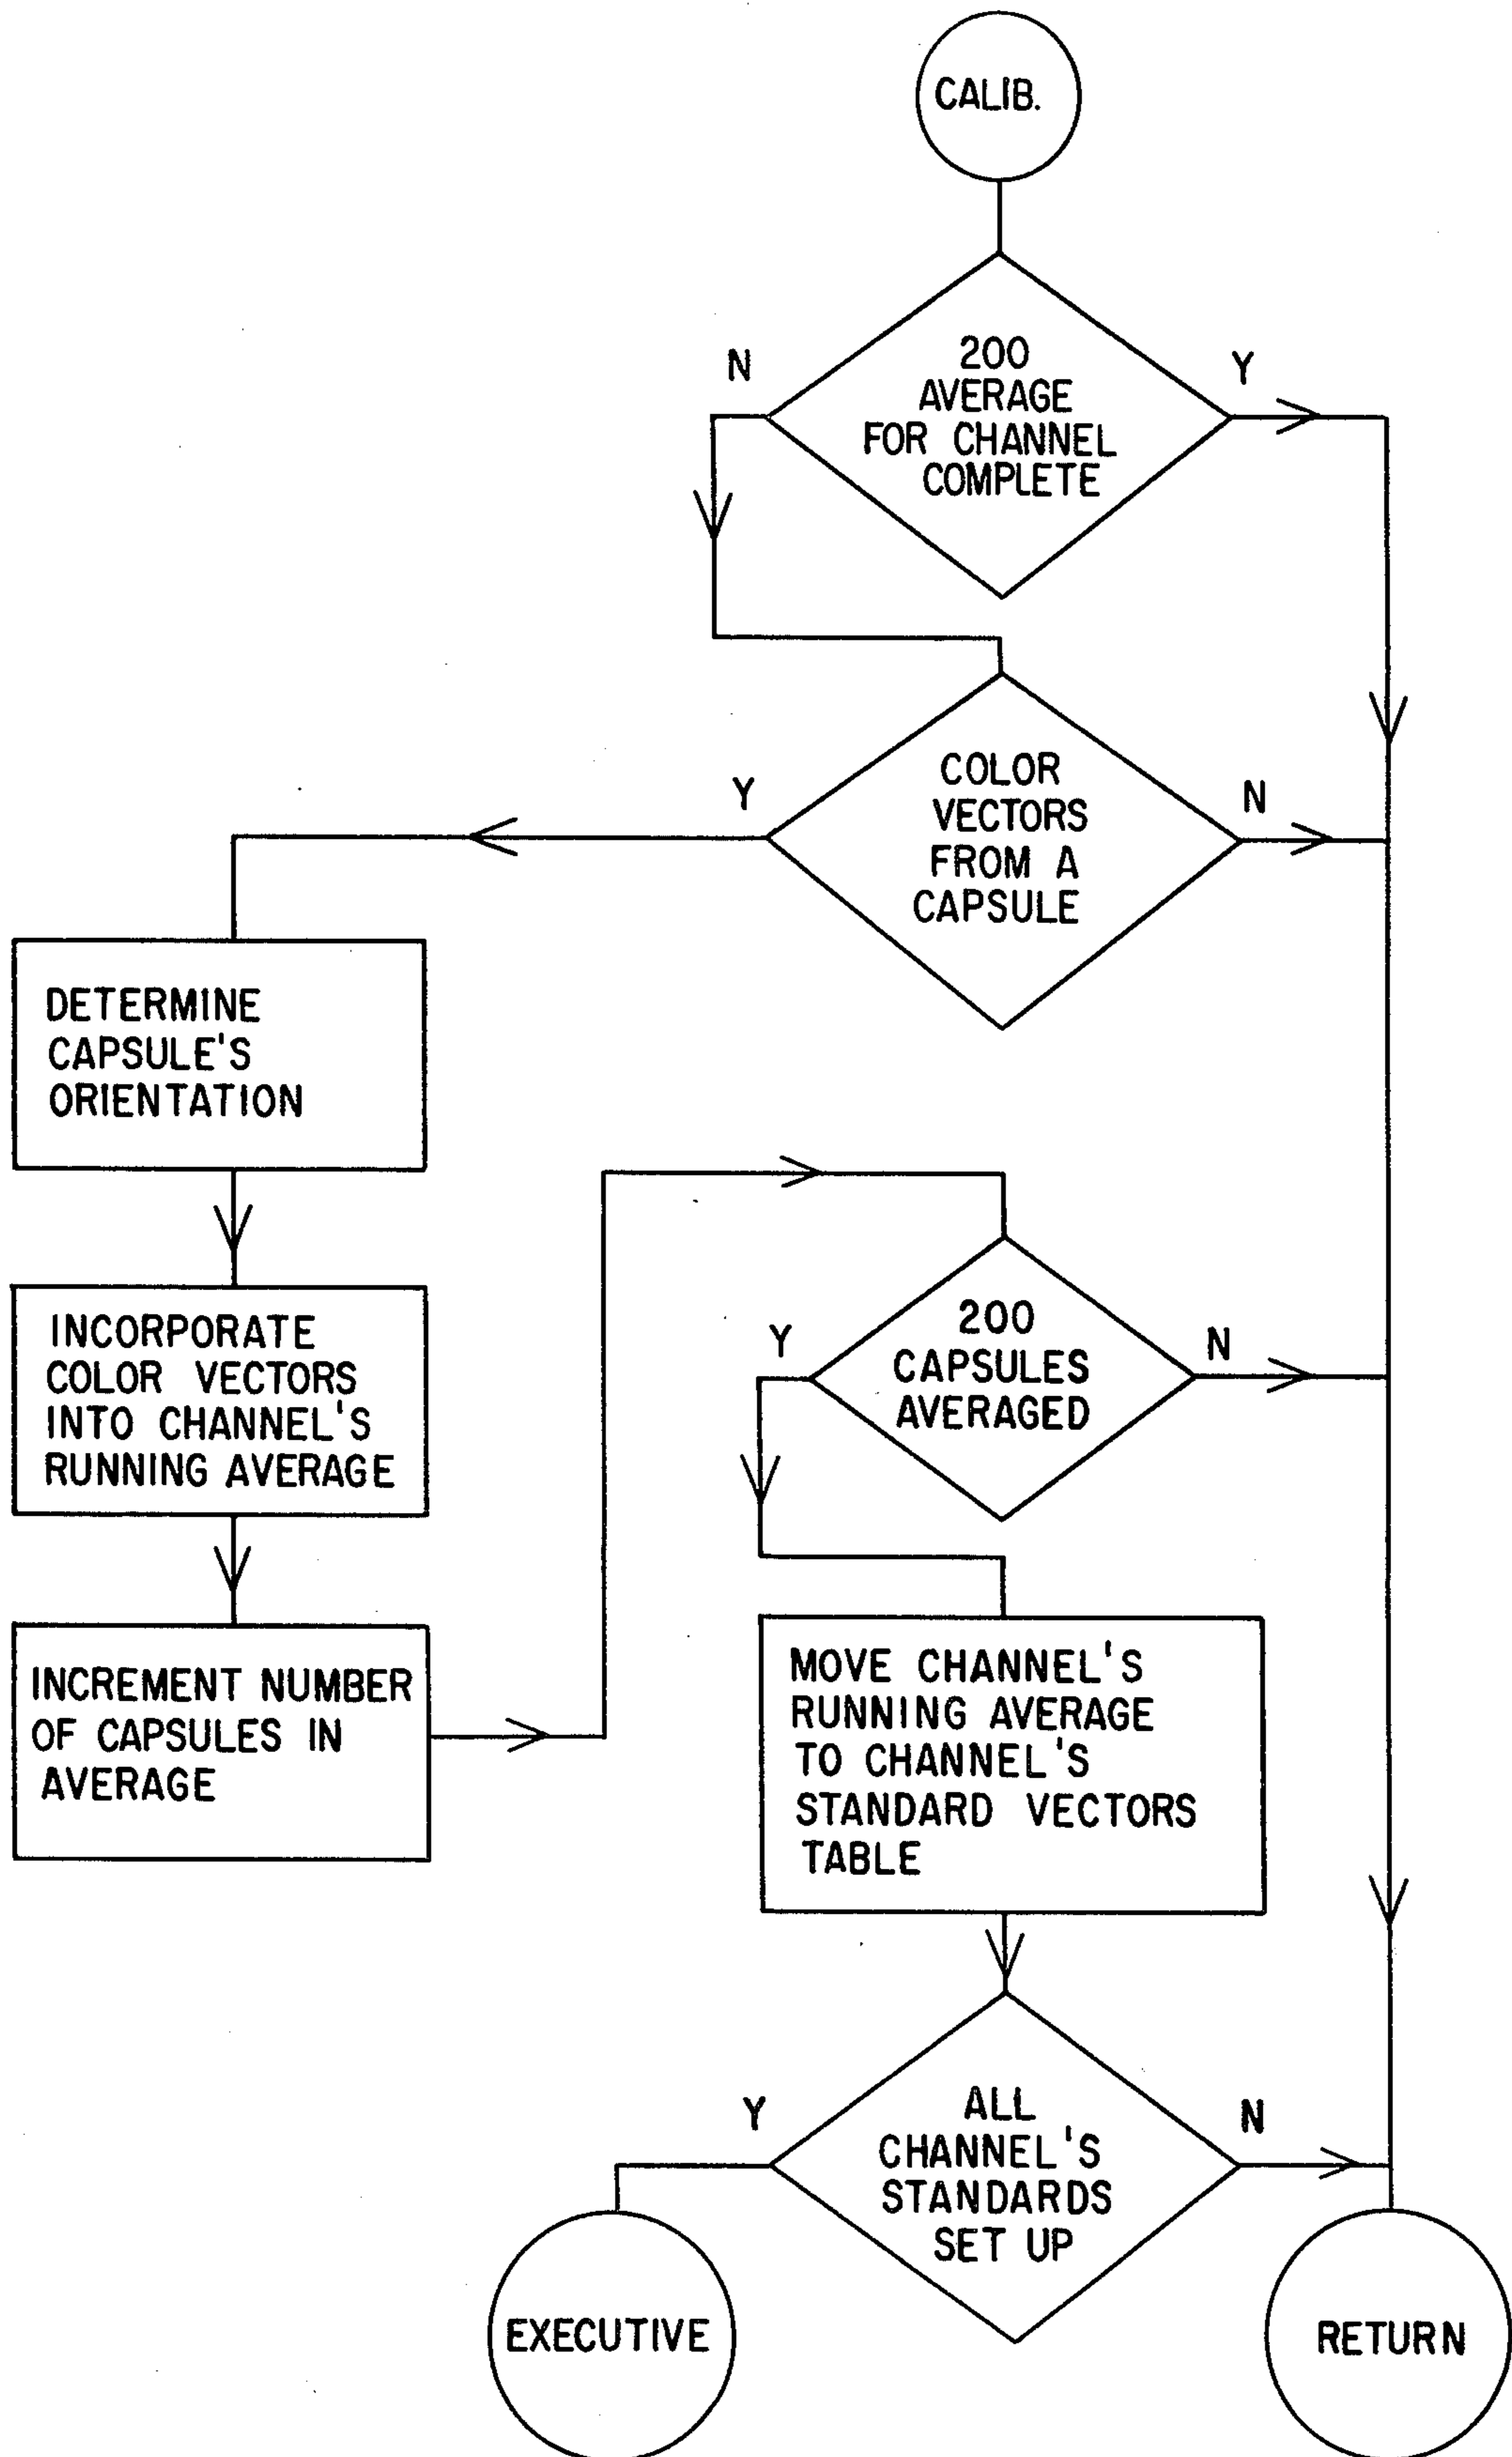 CALIB.
N
Y
200
AVERAGE
FOR CHANNEL
COMPLETE
Y
N
COLOR
VECTORS
FROM A
CAPSULE
DETERMINE
CAPSULE'S
ORIENTATION
INCORPORATE
COLOR VECTORS
INTO CHANNEL'S
RUNNING AVERAGE
INCREMENT NUMBER
OF CAPSULES IN
AVERAGE
Y
N
200
CAPSULES
AVERAGED
MOVE CHANNEL'S
RUNNING AVERAGE
TO CHANNEL'S
STANDARD VECTORS
TABLE
Y
N
ALL
CHANNEL'S
STANDARDS
SET UP
EXECUTIVE
RETURN